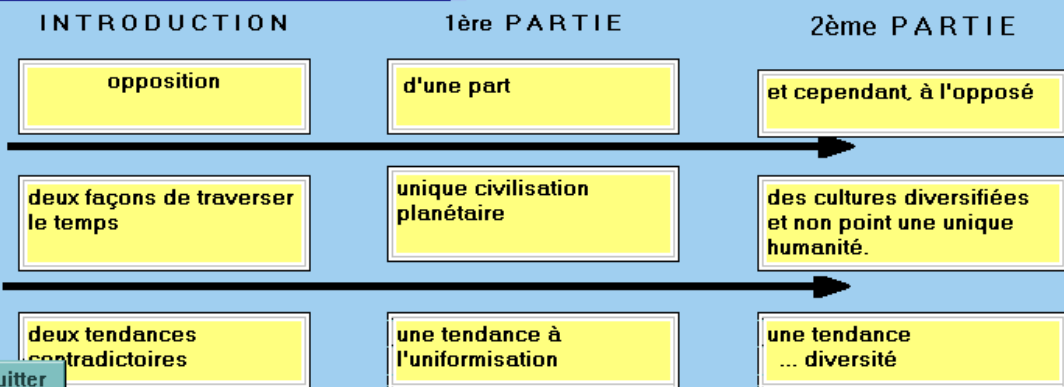 INTRODUCTION
1ère PARTIE
2ème PARTIE
opposition
d'une part
et cependant, à l'opposé
deux façons de traverser
le temps
unique civilisation
planétaire
des cultures diversifiées
et non point une unique
humanité.
deux tendances
contradictoires
une tendance à
l'uniformisation
une tendance
... diversité
uitter